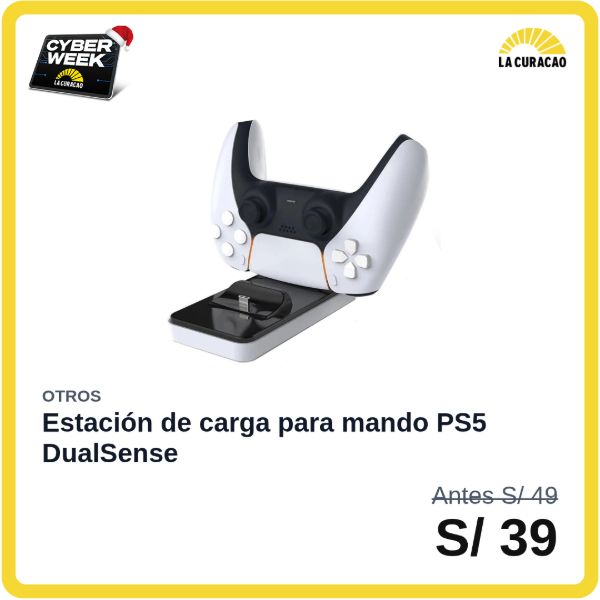 CYBER
WEEK
LA CURACAO
LA CURACAO
OTROS
Estación de carga para mando PS5
DualSense
Antes S/ 49
S/ 39